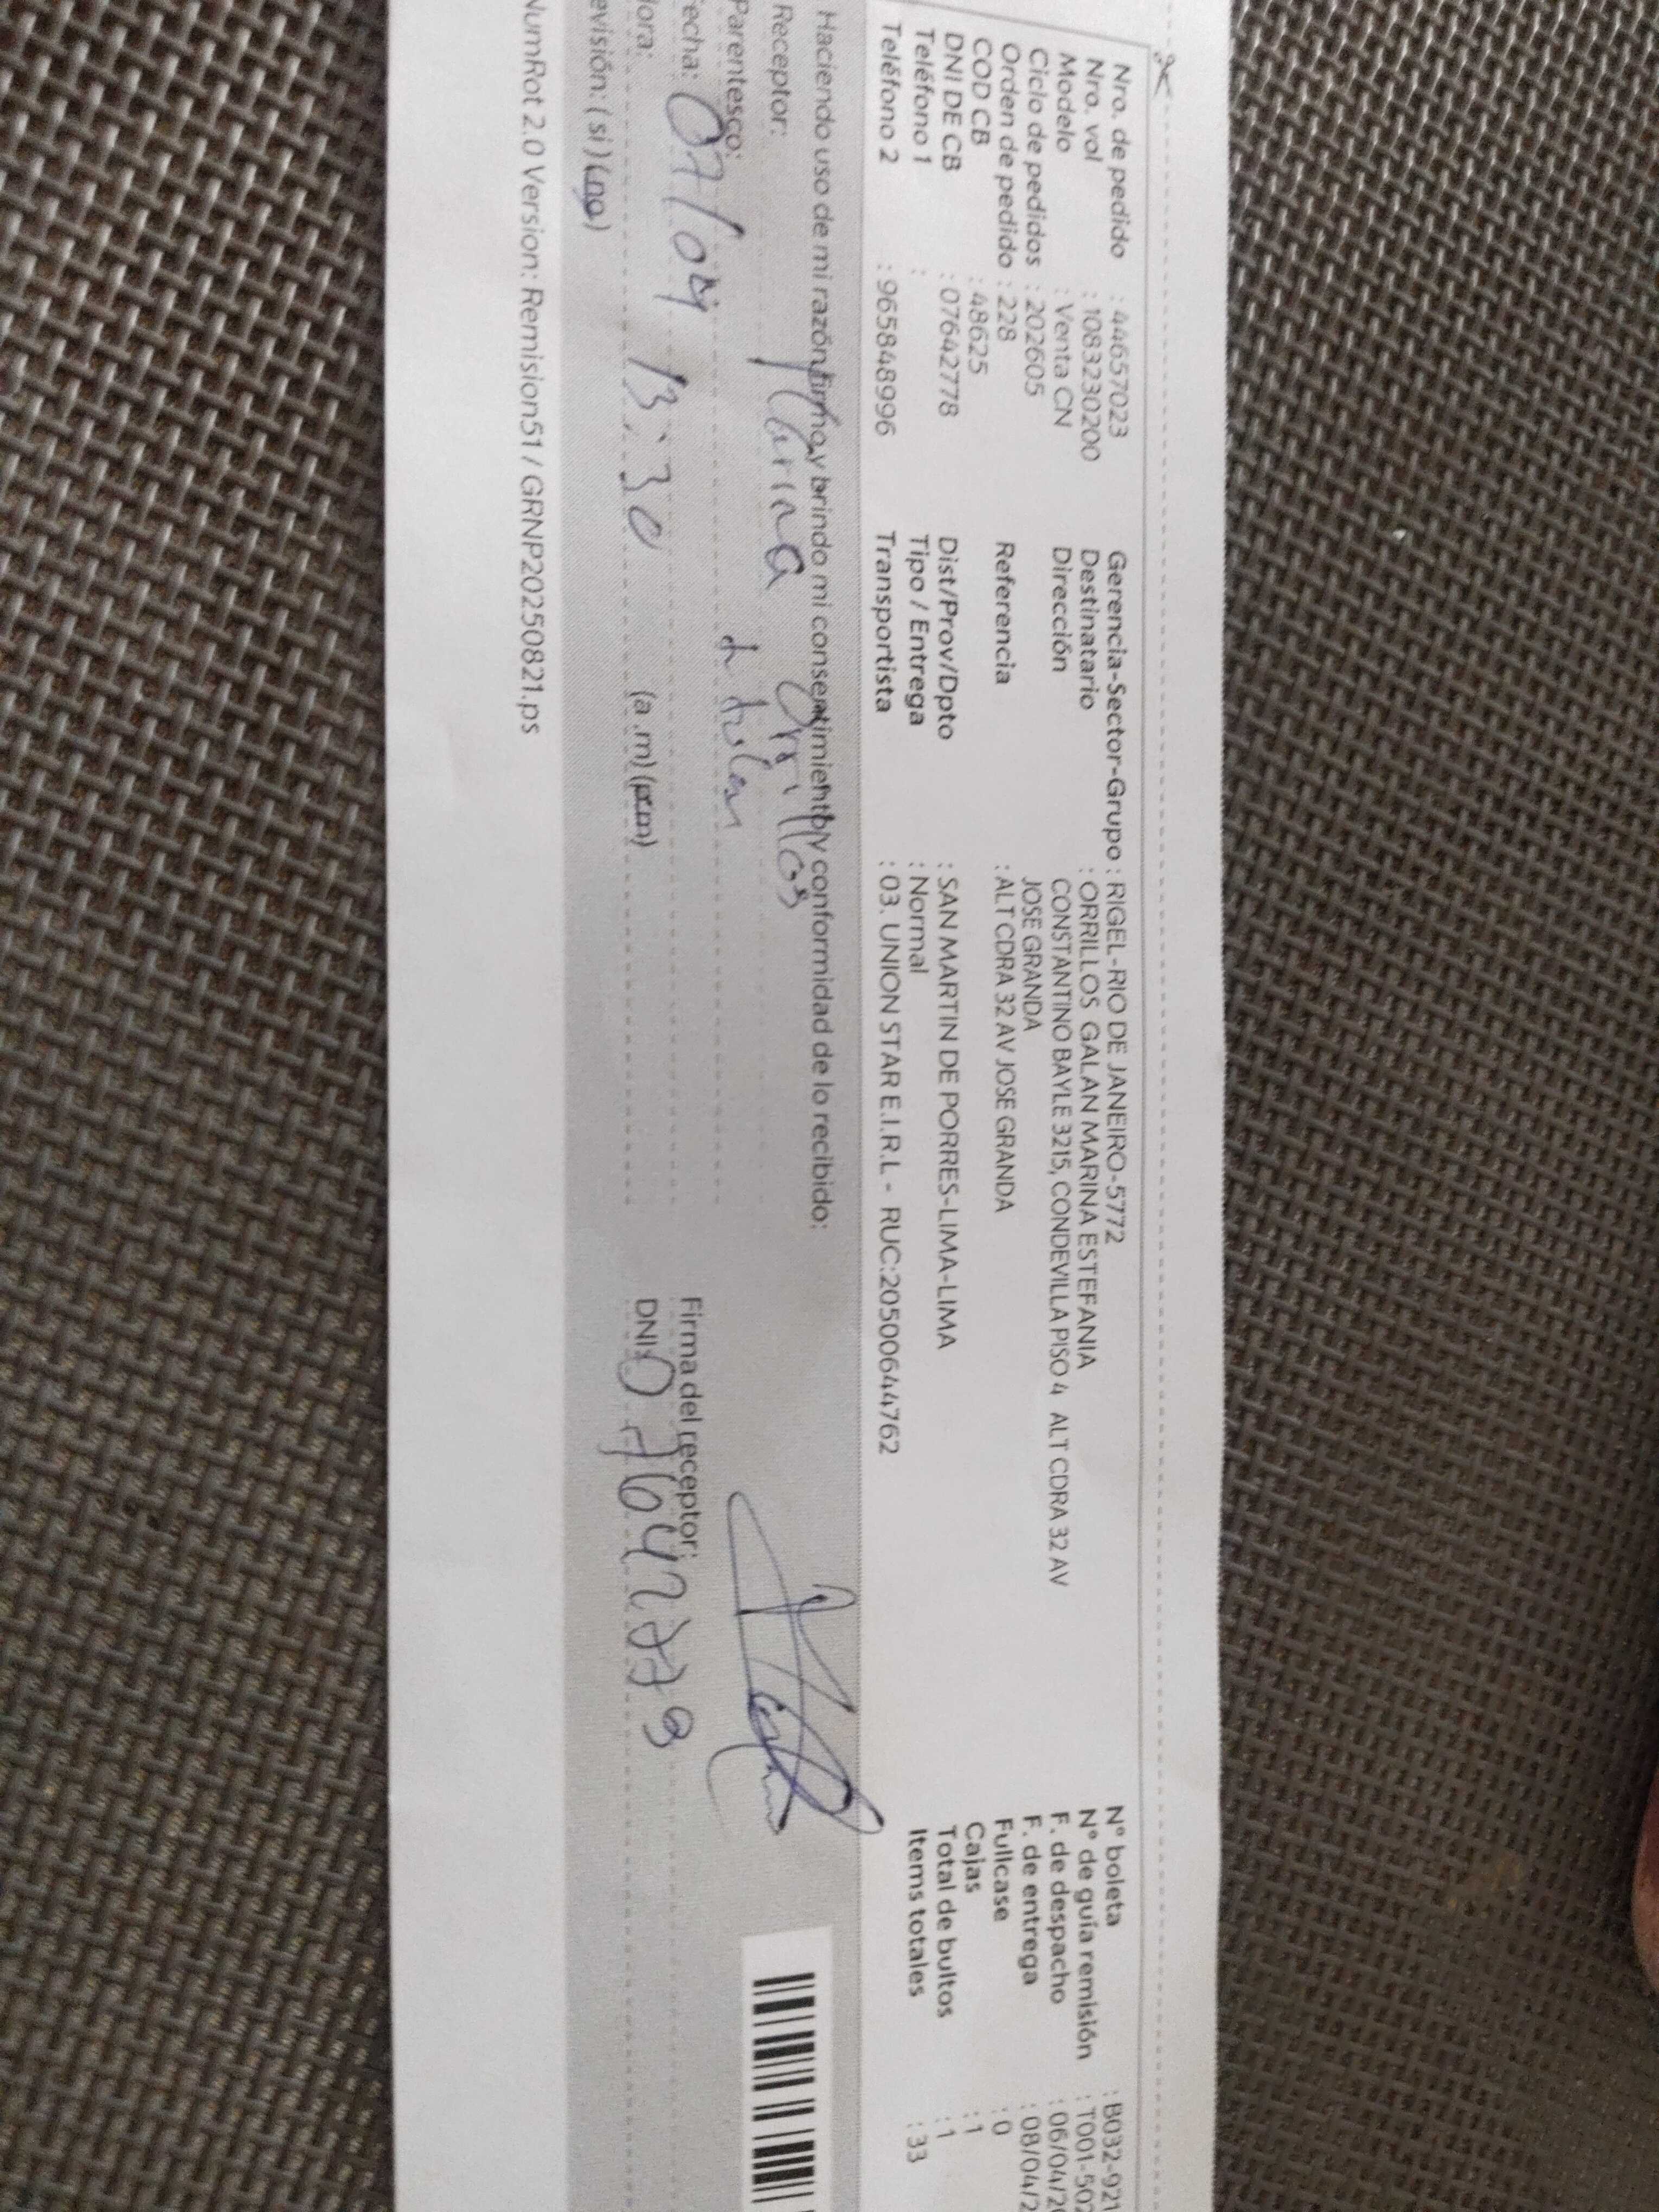 Nro. de pedido : 44657023
Nro. vol : 1083230200
Modelo : Venta CN
Ciclo de pedidos : 202605
Orden de pedido : 228
COD CB : 48625
DNI DE CB : 07642778
Teléfono 1 :
Teléfono 2 : 965848996
Gerencia-Sector-Grupo : RIGEL-RIO DE JANEIRO-5772
Destinatario : ORRILLOS GALAN MARINA ESTEFANIA
Dirección CONSTANTINO BAYLE 3215, CONDEVILLA PISO 4 ALT CDRA 32 AV
JOSE GRANDA
Referencia : ALT CDRA 32 AV JOSE GRANDA
Dist/Prov/Dpto : SAN MARTIN DE PORRES-LIMA-LIMA
Tipo / Entrega : Normal
Transportista : 03. UNION STAR E.I.R.L - RUC:20500644762
N° boleta : B032-921
N° de guía remisión : T001-502
F. de despacho : 06/04/2
F. de entrega : 08/04/2
Fullcase : 0
Cajas : 1
Total de bultos : 1
Items totales : 33
Haciendo uso de mi razón firmo y brindo mi consentimiento y conformidad de lo recibido:
Receptor: Marina Orrillos
Parentesco: titular
echa: 07/04
ora: 13:30 (a.m) (p.m)
evisión: (si) (no)
Firma del receptor:
DNI: 07642778
NumRot 2.0 Version: Remision51 / GRNP20250821.ps